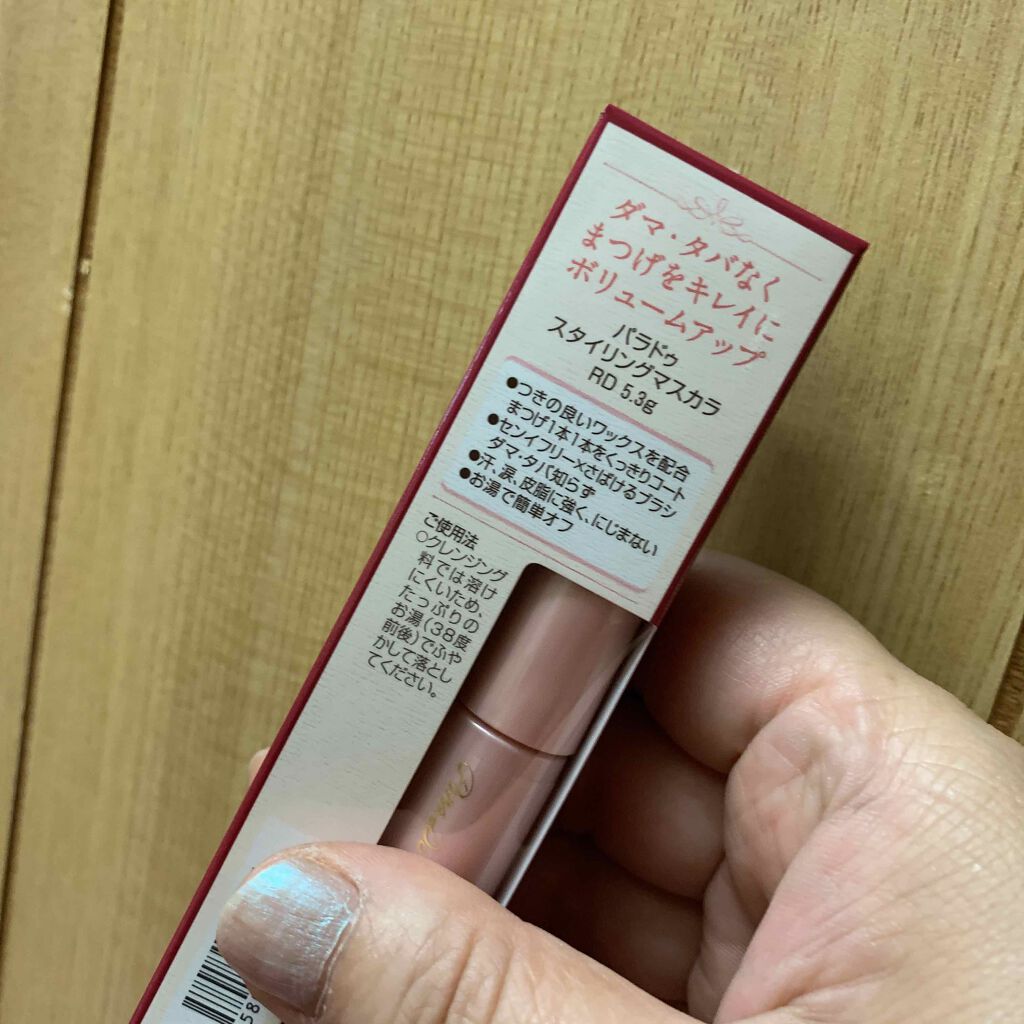 ダマ・タバなく
まつげをキレイに
ボリュームアップ
パラドゥ
スタイリングマスカラ
RD 5.3g
●つきの良いワックスを配合
まつげ1本1本をくっきりコート
●センイフリー×さばけるブラシ
ダマ・タバ知らず
●汗、涙、皮脂に強く、にじまない
●お湯で簡単オフ
ご使用法
○クレンジング
料では溶け
にくいため、
たっぷりの
お湯(38度
前後)でふや
かして落とし
てください。
58